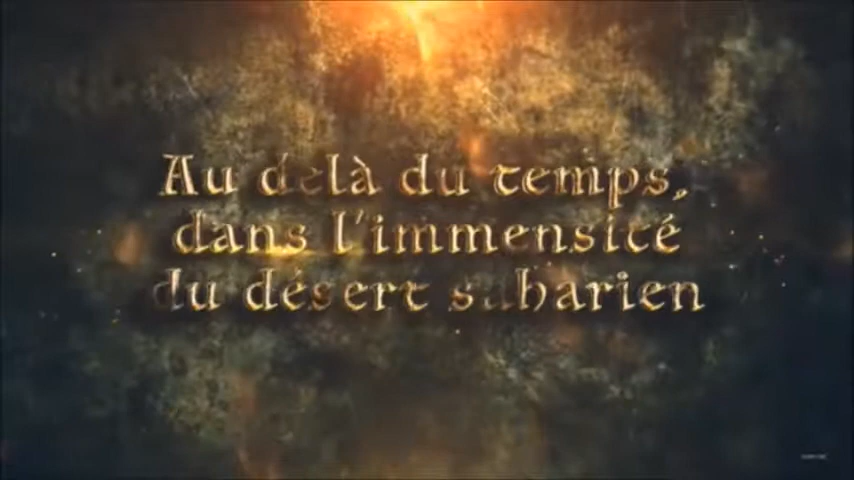 Au delà du temps,
dans l'immensité
du désert saharien